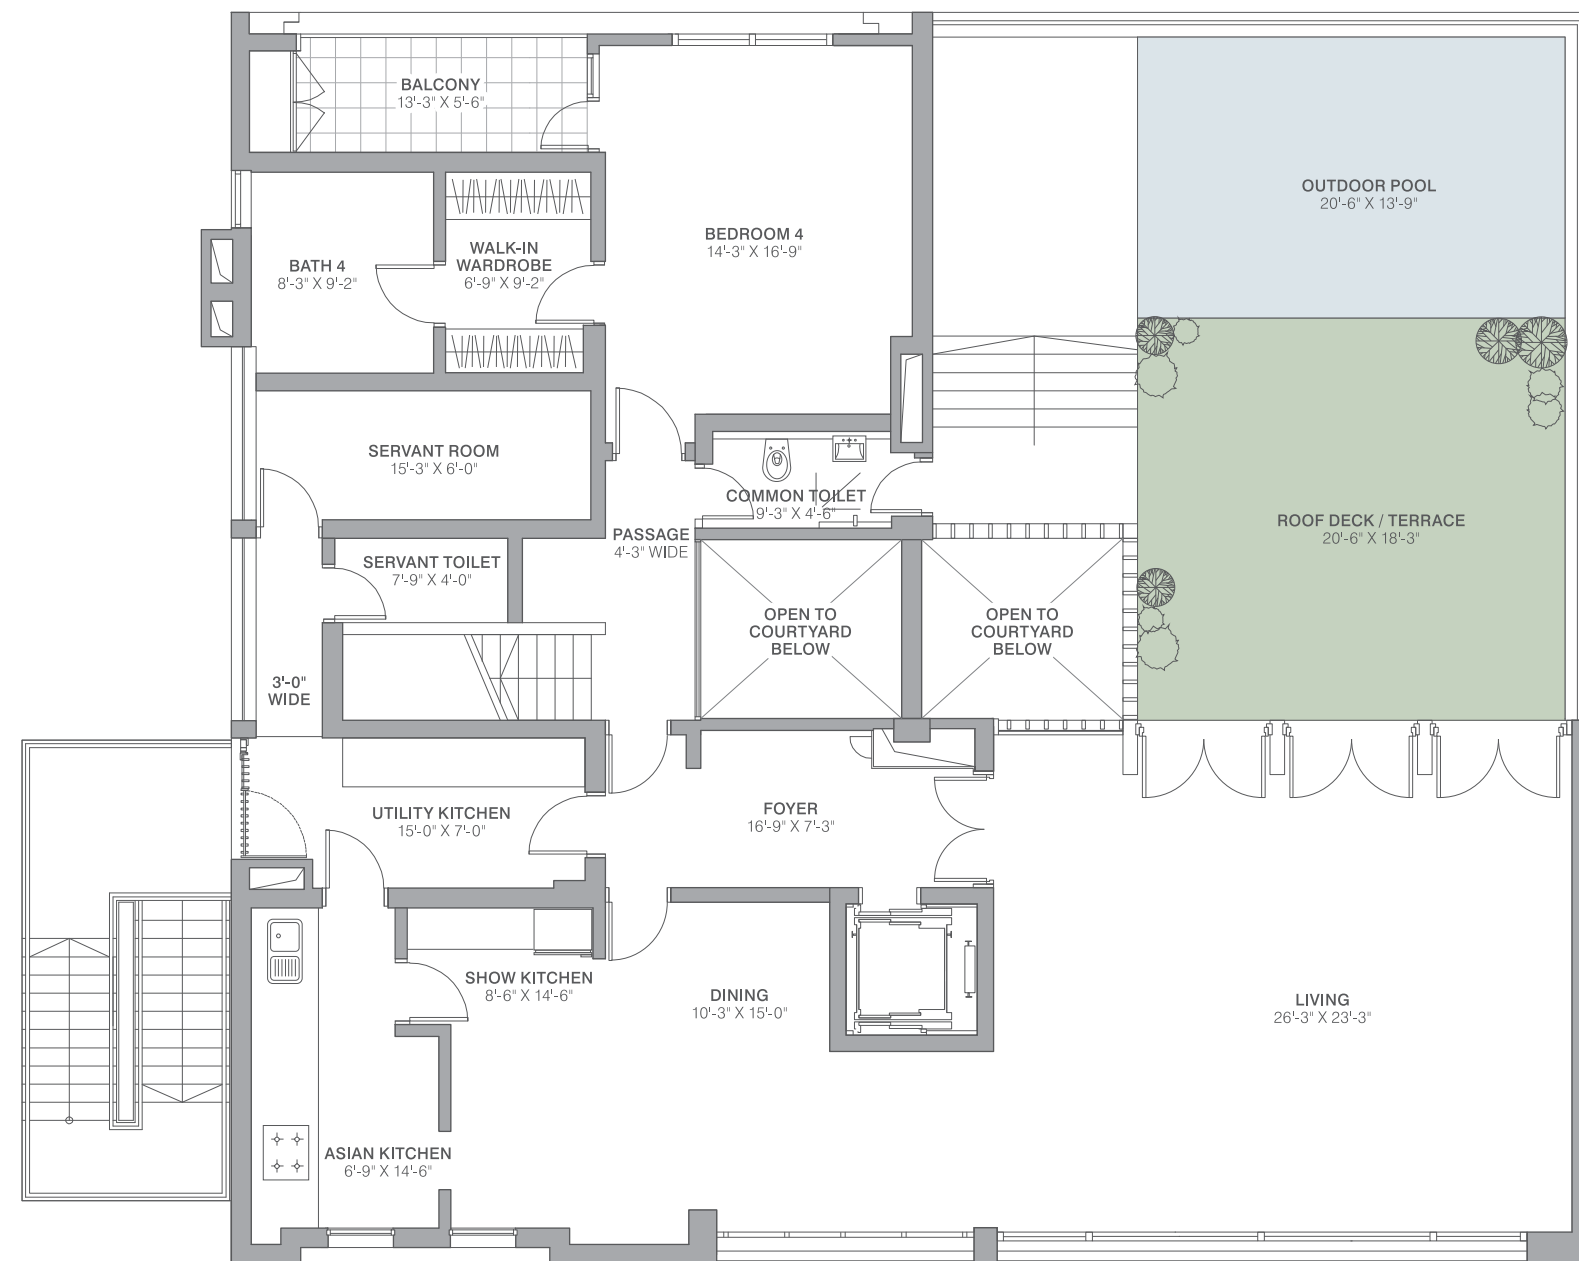 BALCONY
13'-3" X 5'-6"
OUTDOOR POOL
20'-6" X 13'-9"
BEDROOM 4
14'-3" X 16'-9"
WALK-IN
WARDROBE
6'-9" X 9'-2"
BATH 4
8'-3" X 9'-2"
SERVANT ROOM
15'-3" X 6'-0"
COMMON TOILET
9'-3" X 4'-6"
ROOF DECK / TERRACE
20'-6" X 18'-3"
PASSAGE
4'-3" WIDE
SERVANT TOILET
7'-9" X 4'-0"
OPEN TO
COURTYARD
BELOW
OPEN TO
COURTYARD
BELOW
3'-0"
WIDE
UTILITY KITCHEN
15'-0" X 7'-0"
FOYER
16'-9" X 7'-3"
SHOW KITCHEN
8'-6" X 14'-6"
DINING
10'-3" X 15'-0"
LIVING
26'-3" X 23'-3"
ASIAN KITCHEN
6'-9" X 14'-6"